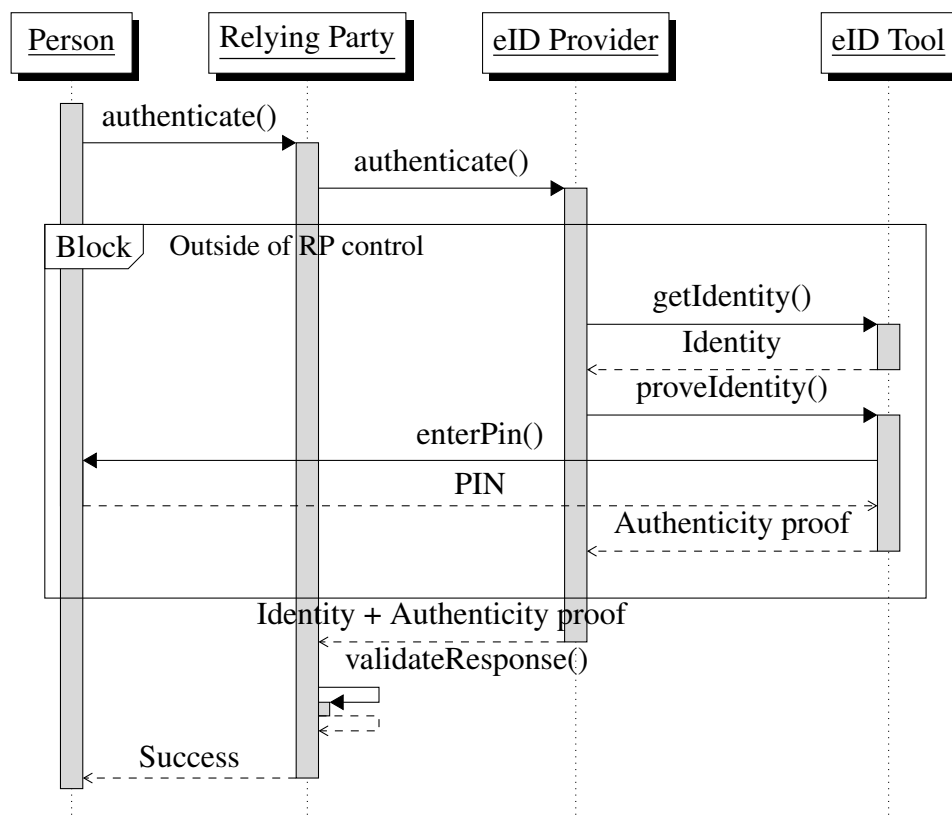 Person
Relying Party
eID Provider
eID Tool
authenticate()
authenticate()
Block
Outside of RP control
getIdentity()
Identity
proveIdentity()
enterPin()
PIN
Authenticity proof
Identity + Authenticity proof
validateResponse()
Success